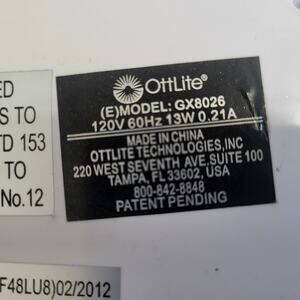 OTTLITE®
(E)MODEL: GX8026
120V 60Hz 13W 0.21A
MADE IN CHINA
OTTLITE TECHNOLOGIES,INC
220 WEST SEVENTH AVE.SUITE 100
TAMPA, FL 33602, USA
800-842-8848
PATENT PENDING
ED
S TO
TD 153
TO
No.12
F48LU8)02/2012